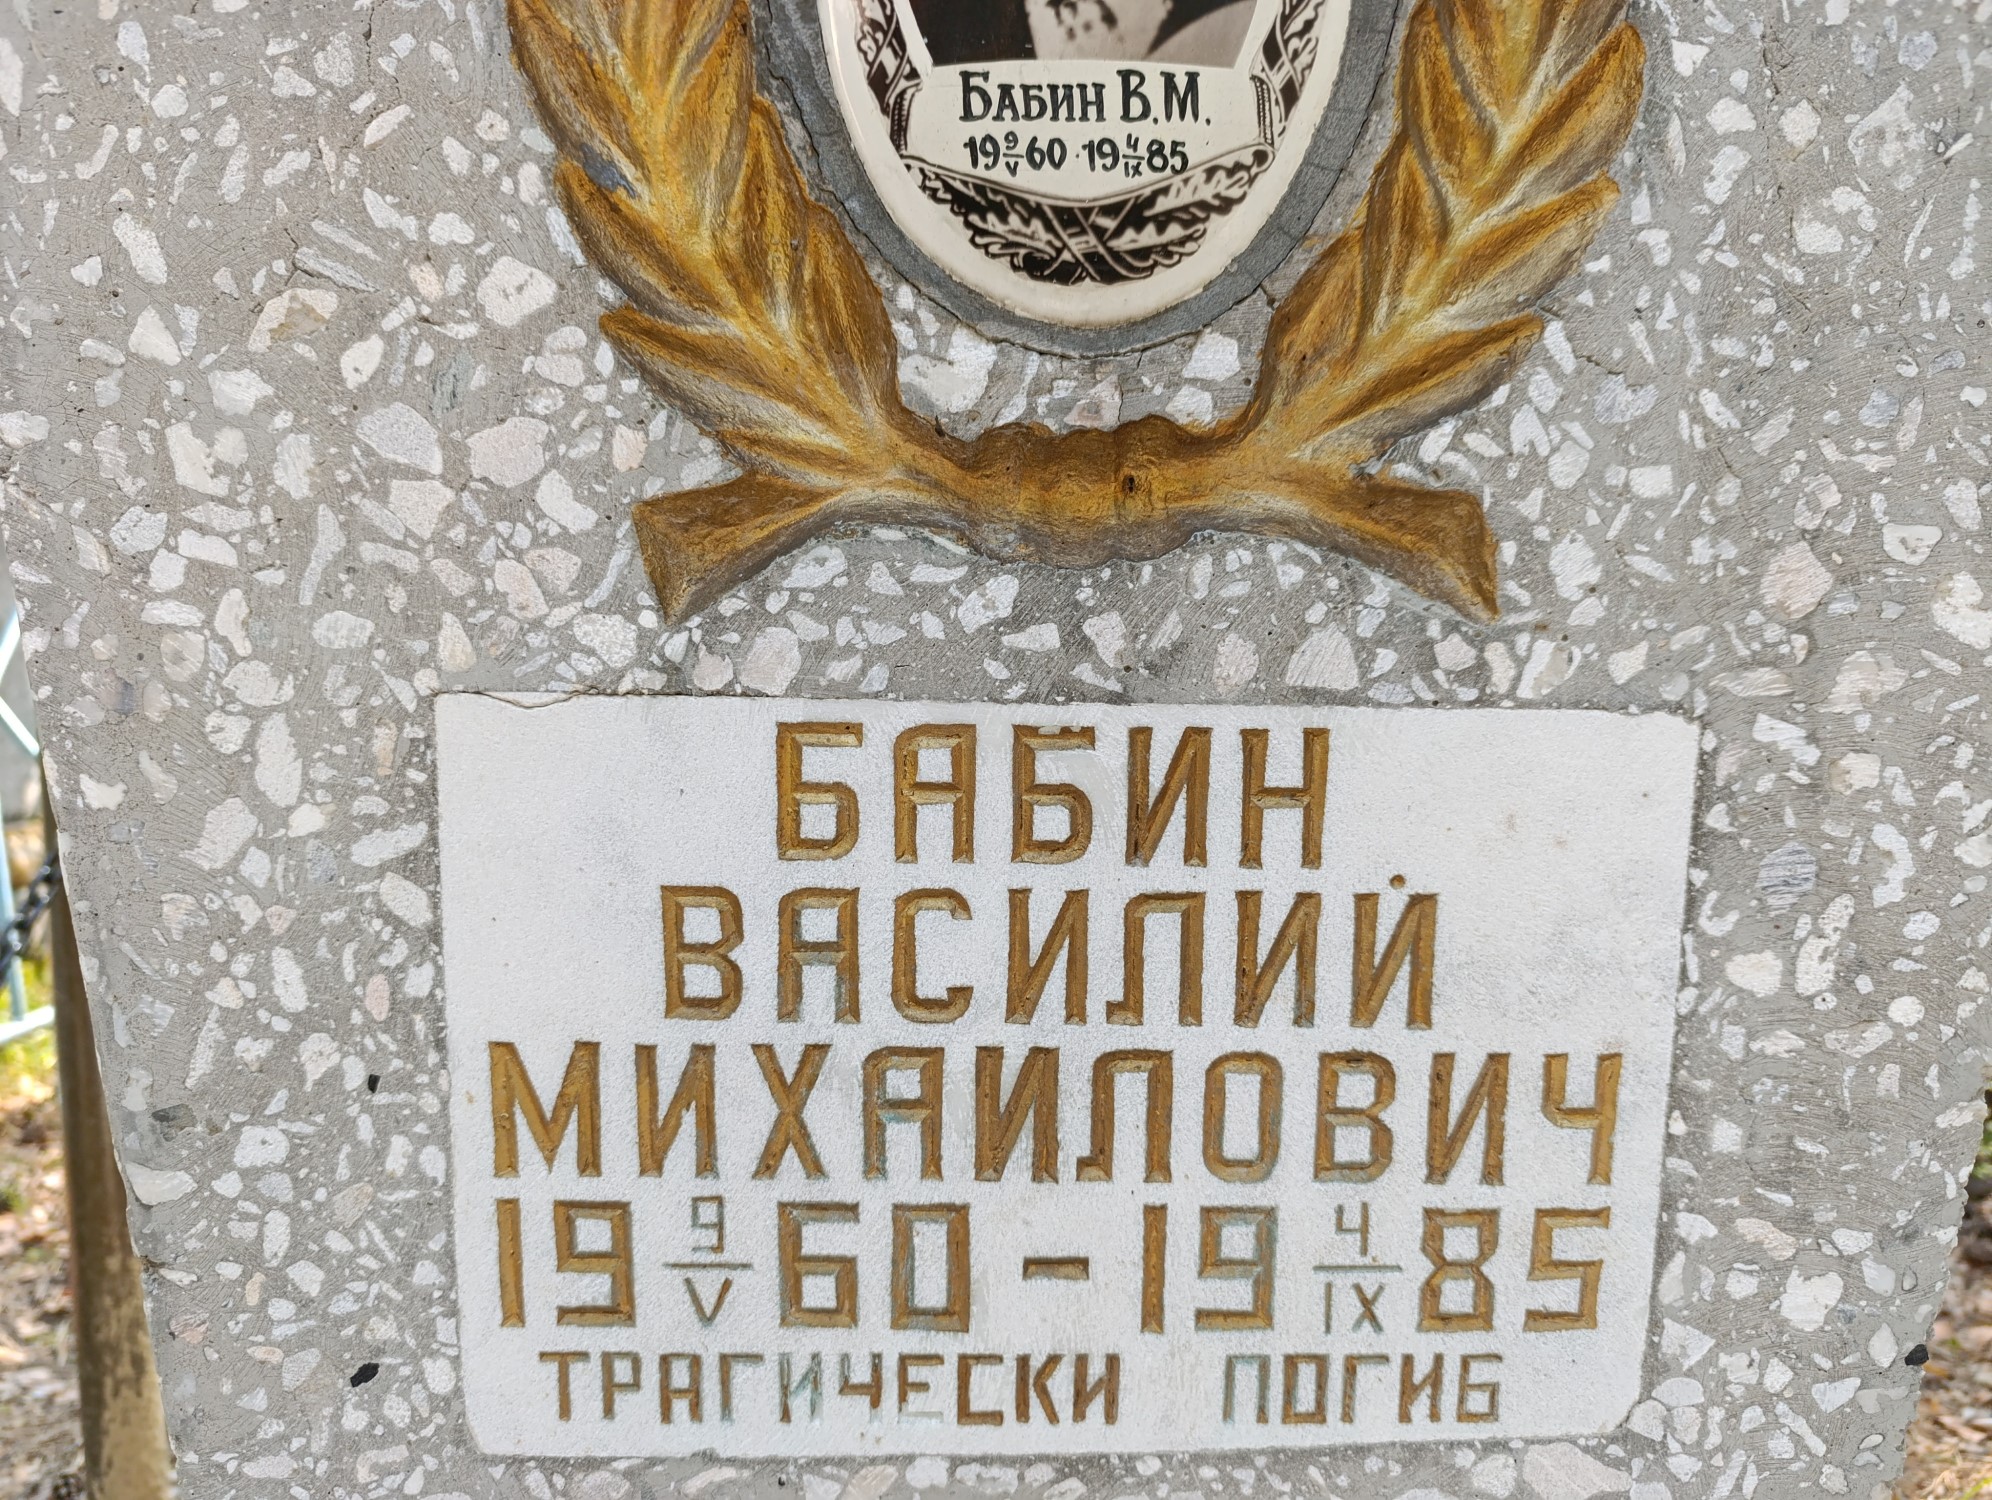 БАБИН В.М.
19 9/V 60 · 19 4/IX 85
БАБИН
ВАСИЛИЙ
МИХАИЛОВИЧ
19 9/V 60 - 19 4/IX 85
ТРАГИЧЕСКИ ПОГИБ